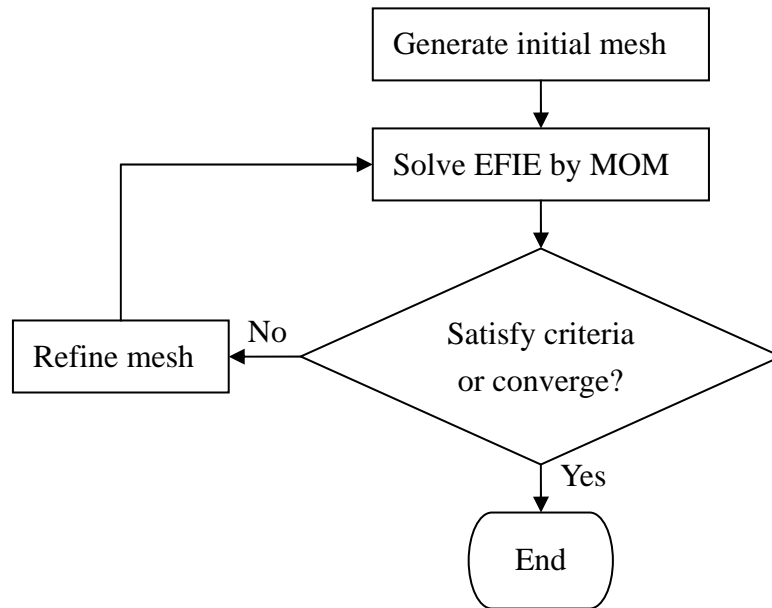 Generate initial mesh
Solve EFIE by MOM
Satisfy criteria
or converge?
No
Refine mesh
Yes
End